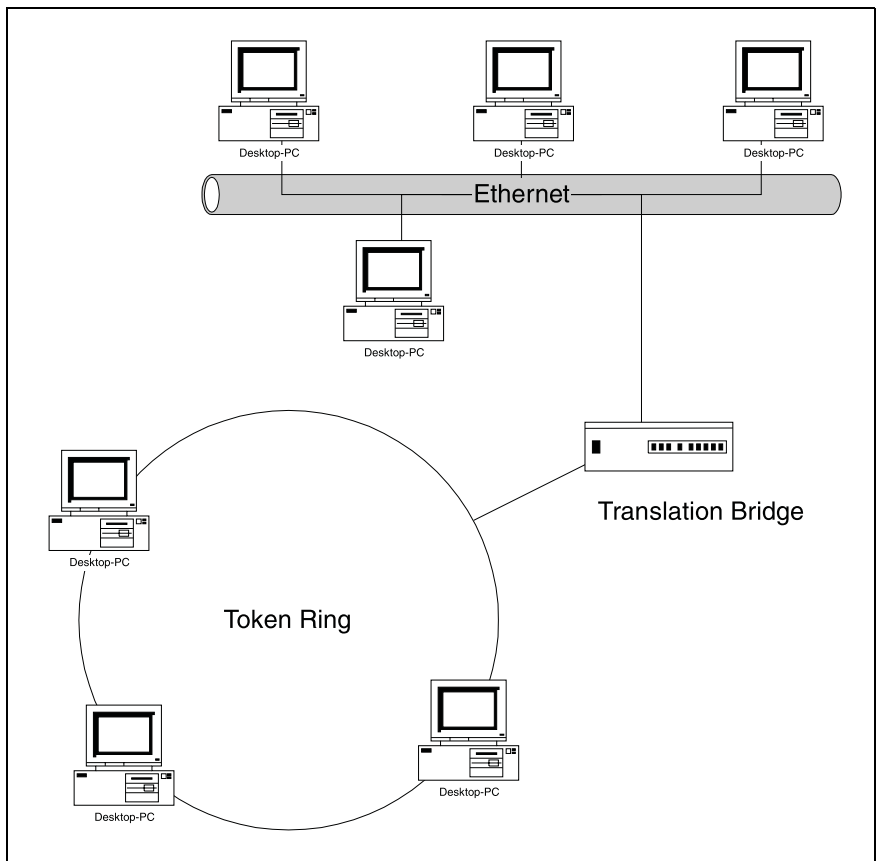 Desktop-PC
Desktop-PC
Desktop-PC
Ethernet
Desktop-PC
Translation Bridge
Desktop-PC
Token Ring
Desktop-PC
Desktop-PC